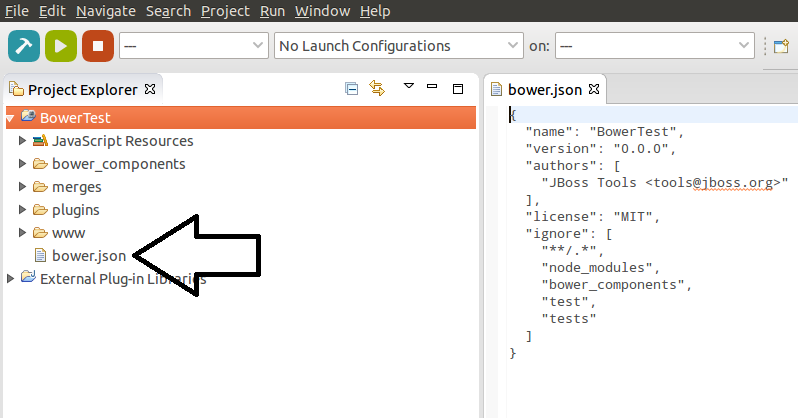 File Edit Navigate Search Project Run Window Help
--- No Launch Configurations on: ---
Project Explorer
BowerTest
JavaScript Resources
bower_components
merges
plugins
www
bower.json
External Plug-in Libraries
bower.json
{
  "name": "BowerTest",
  "version": "0.0.0",
  "authors": [
    "JBoss Tools <tools@jboss.org>"
  ],
  "license": "MIT",
  "ignore": [
    "**/.*",
    "node_modules",
    "bower_components",
    "test",
    "tests"
  ]
}